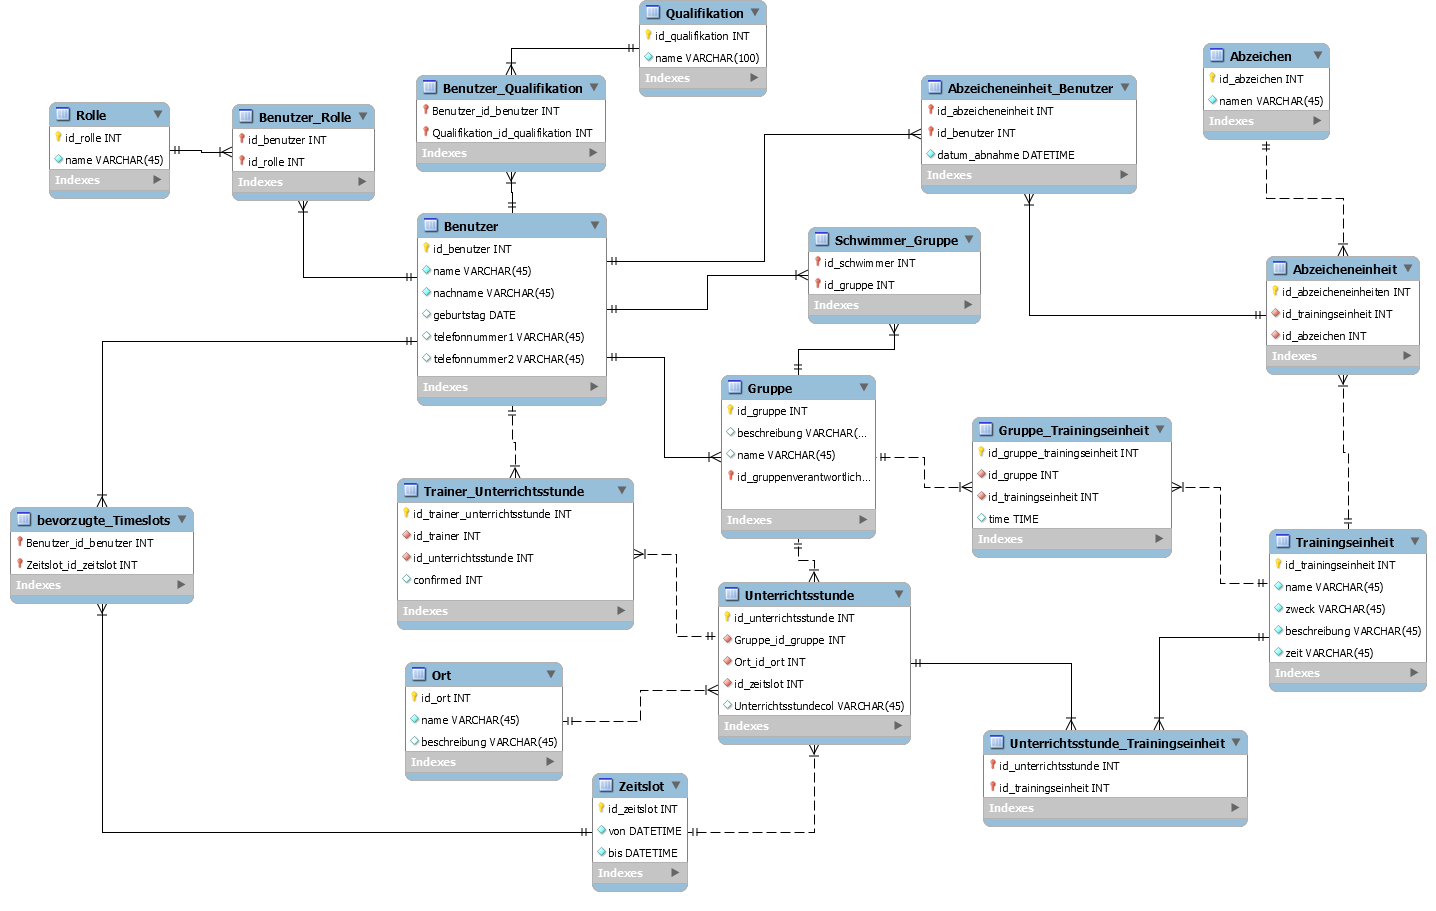 Qualifikation
id_qualifikation INT
name VARCHAR(100)
Indexes
Abzeichen
id_abzeichen INT
namen VARCHAR(45)
Indexes
Benutzer_Qualifikation
Benutzer_id_benutzer INT
Qualifikation_id_qualifikation INT
Indexes
Abzeicheneinheit_Benutzer
id_abzeicheneinheit INT
id_benutzer INT
datum_abnahme DATETIME
Indexes
Rolle
id_rolle INT
name VARCHAR(45)
Indexes
Benutzer_Rolle
id_benutzer INT
id_rolle INT
Indexes
Benutzer
id_benutzer INT
name VARCHAR(45)
nachname VARCHAR(45)
geburtstag DATE
telefonnummer1 VARCHAR(45)
telefonnummer2 VARCHAR(45)
Indexes
Schwimmer_Gruppe
id_schwimmer INT
id_gruppe INT
Indexes
Abzeicheneinheit
id_abzeicheneinheiten INT
id_trainingseinheit INT
id_abzeichen INT
Indexes
Gruppe
id_gruppe INT
beschreibung VARCHAR(...
name VARCHAR(45)
id_gruppenverantwortlich...
Indexes
Gruppe_Trainingseinheit
id_gruppe_trainingseinheit INT
id_gruppe INT
id_trainingseinheit INT
time TIME
Indexes
Trainer_Unterrichtsstunde
id_trainer_unterrichtsstunde INT
id_trainer INT
id_unterrichtsstunde INT
confirmed INT
Indexes
bevorzugte_Timeslots
Benutzer_id_benutzer INT
Zeitslot_id_zeitslot INT
Indexes
Trainingseinheit
id_trainingseinheit INT
name VARCHAR(45)
zweck VARCHAR(45)
beschreibung VARCHAR(45)
zeit VARCHAR(45)
Indexes
Unterrichtsstunde
id_unterrichtsstunde INT
Gruppe_id_gruppe INT
Ort_id_ort INT
id_zeitslot INT
Unterrichtsstundecol VARCHAR(45)
Indexes
Ort
id_ort INT
name VARCHAR(45)
beschreibung VARCHAR(45)
Indexes
Unterrichtsstunde_Trainingseinheit
id_unterrichtsstunde INT
id_trainingseinheit INT
Indexes
Zeitslot
id_zeitslot INT
von DATETIME
bis DATETIME
Indexes